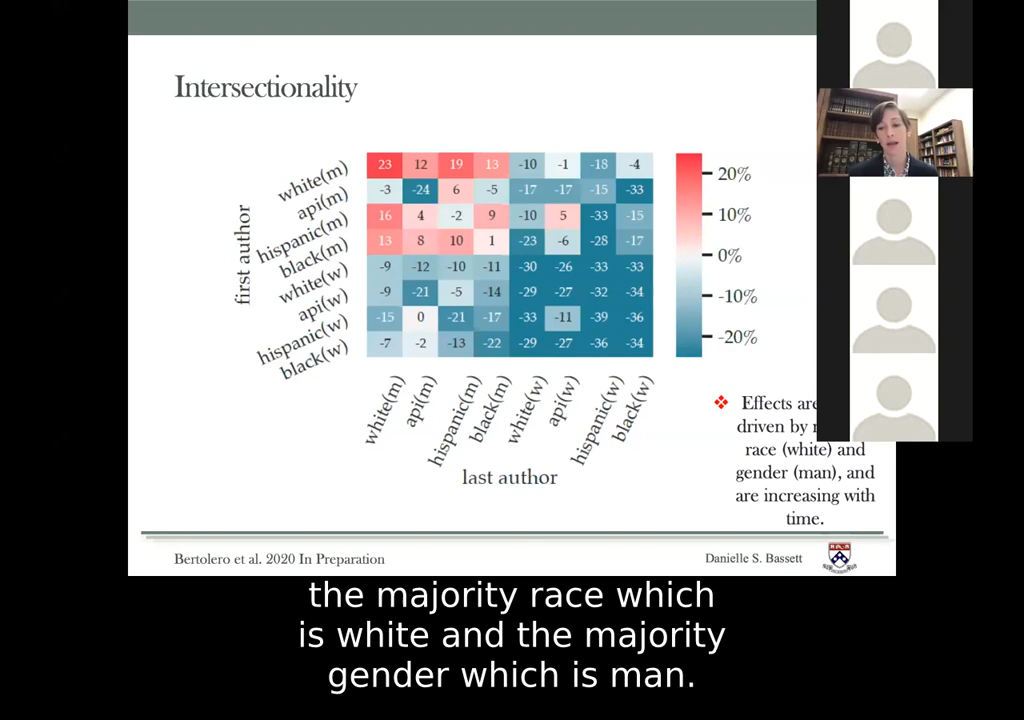 Intersectionality
first author
white(m)
api(m)
hispanic(m)
black(m)
white(w)
api(w)
hispanic(w)
black(w)
23 12 19 13 -10 -1 -18 -4
-3 -24 6 -5 -17 -17 -15 -33
16 4 -2 9 -10 5 -33 -15
13 8 10 1 -23 -6 -28 -17
-9 -12 -10 -11 -30 -26 -33 -33
-9 -21 -5 -14 -29 -27 -32 -34
-15 0 -21 -17 -33 -11 -39 -36
-7 -2 -13 -22 -29 -27 -36 -34
20%
10%
0%
-10%
-20%
white(m) api(m) hispanic(m) black(m) white(w) api(w) hispanic(w) black(w)
last author
❖ Effects are
driven by
race (white) and
gender (man), and
are increasing with
time.
Bertolero et al. 2020 In Preparation
Danielle S. Bassett
the majority race which
is white and the majority
gender which is man.